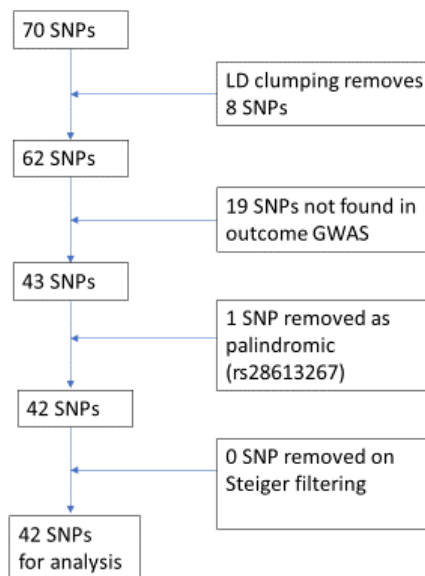 70 SNPs
LD clumping removes
8 SNPs
62 SNPs
19 SNPs not found in
outcome GWAS
43 SNPs
1 SNP removed as
palindromic
(rs28613267)
42 SNPs
0 SNP removed on
Steiger filtering
42 SNPs
for analysis